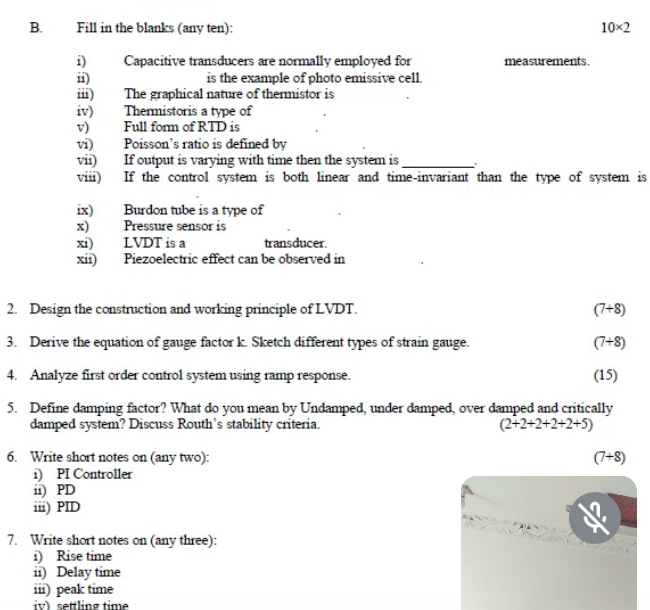 B. Fill in the blanks (any ten): 10×2
i) Capacitive transducers are normally employed for measurements.
ii) is the example of photo emissive cell.
iii) The graphical nature of thermistor is .
iv) Thermistoris a type of .
v) Full form of RTD is .
vi) Poisson's ratio is defined by .
vii) If output is varying with time then the system is __________.
viii) If the control system is both linear and time-invariant than the type of system is
.
ix) Burdon tube is a type of .
x) Pressure sensor is .
xi) LVDT is a transducer.
xii) Piezoelectric effect can be observed in .
2. Design the construction and working principle of LVDT. (7+8)
3. Derive the equation of gauge factor k. Sketch different types of strain gauge. (7+8)
4. Analyze first order control system using ramp response. (15)
5. Define damping factor? What do you mean by Undamped, under damped, over damped and critically
damped system? Discuss Routh's stability criteria. (2+2+2+2+2+5)
6. Write short notes on (any two): (7+8)
i) PI Controller
ii) PD
iii) PID
7. Write short notes on (any three):
i) Rise time
ii) Delay time
iii) peak time
iv) settling time